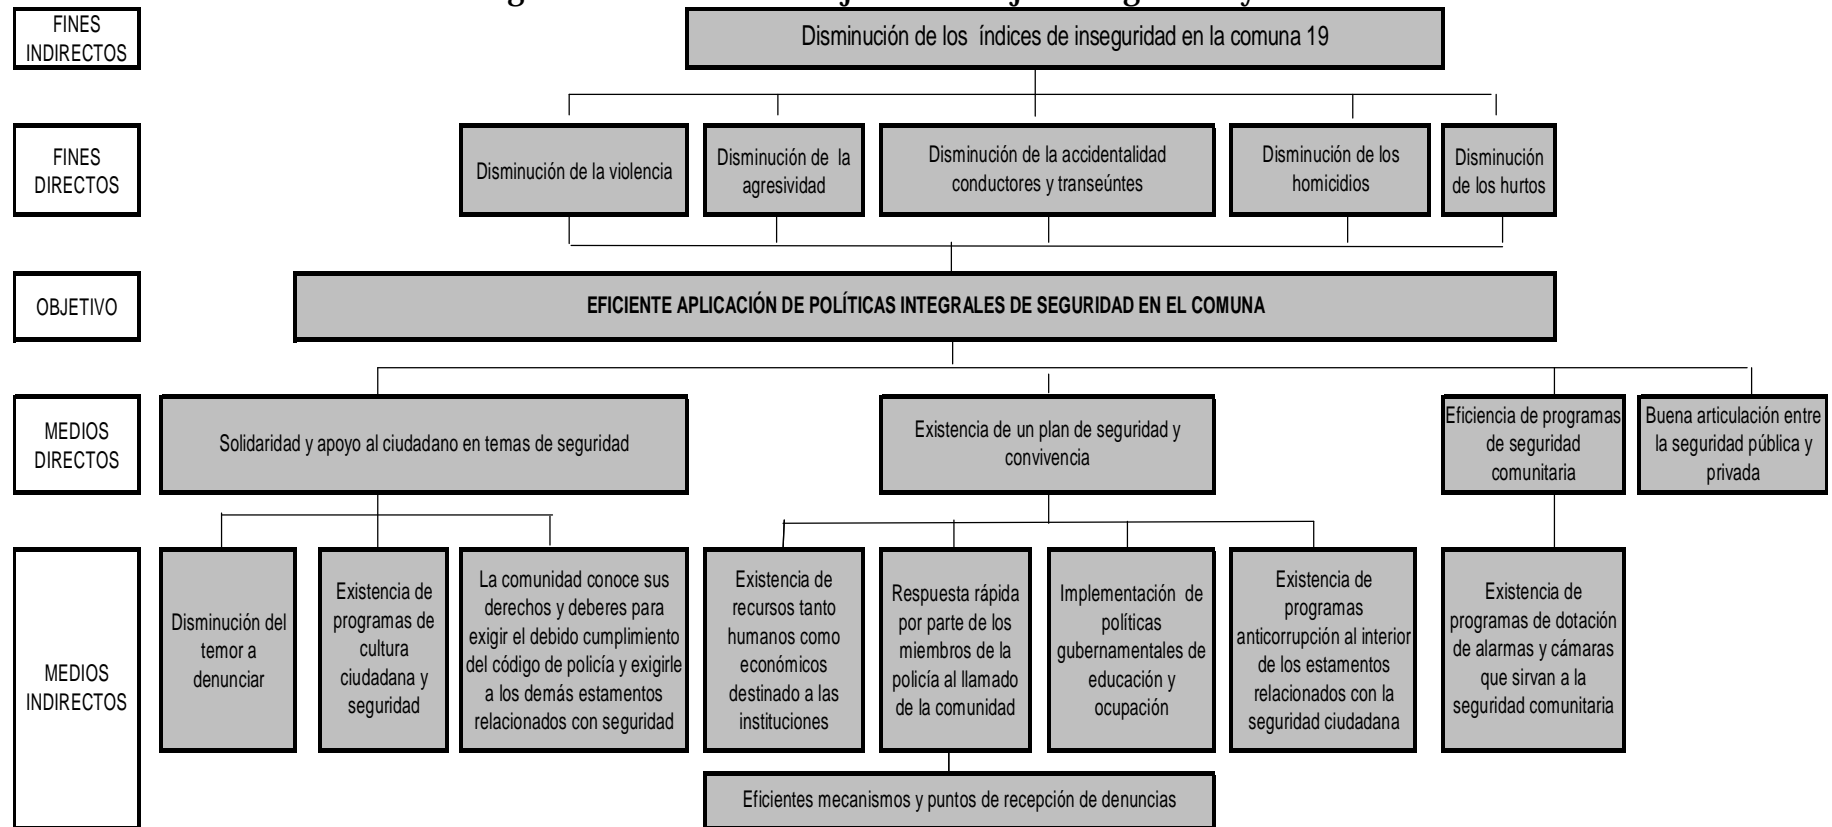 FINES
INDIRECTOS
Disminución de los índices de inseguridad en la comuna 19
FINES
DIRECTOS
Disminución de la violencia
Disminución de la
agresividad
Disminución de la accidentalidad
conductores y transeúntes
Disminución de los
homicidios
Disminución
de los hurtos
OBJETIVO
EFICIENTE APLICACIÓN DE POLÍTICAS INTEGRALES DE SEGURIDAD EN EL COMUNA
MEDIOS
DIRECTOS
Solidaridad y apoyo al ciudadano en temas de seguridad
Existencia de un plan de seguridad y
convivencia
Eficiencia de programas
de seguridad
comunitaria
Buena articulación entre
la seguridad pública y
privada
MEDIOS
INDIRECTOS
Disminución del
temor a
denunciar
Existencia de
programas de
cultura
ciudadana y
seguridad
La comunidad conoce sus
derechos y deberes para
exigir el debido cumplimiento
del código de policía y exigirle
a los demás estamentos
relacionados con seguridad
Existencia de
recursos tanto
humanos como
económicos
destinado a las
instituciones
Respuesta rápida
por parte de los
miembros de la
policía al llamado
de la comunidad
Implementación de
políticas
gubernamentales de
educación y
ocupación
Existencia de
programas
anticorrupción al interior
de los estamentos
relacionados con la
seguridad ciudadana
Existencia de
programas de dotación
de alarmas y cámaras
que sirvan a la
seguridad comunitaria
Eficientes mecanismos y puntos de recepción de denuncias